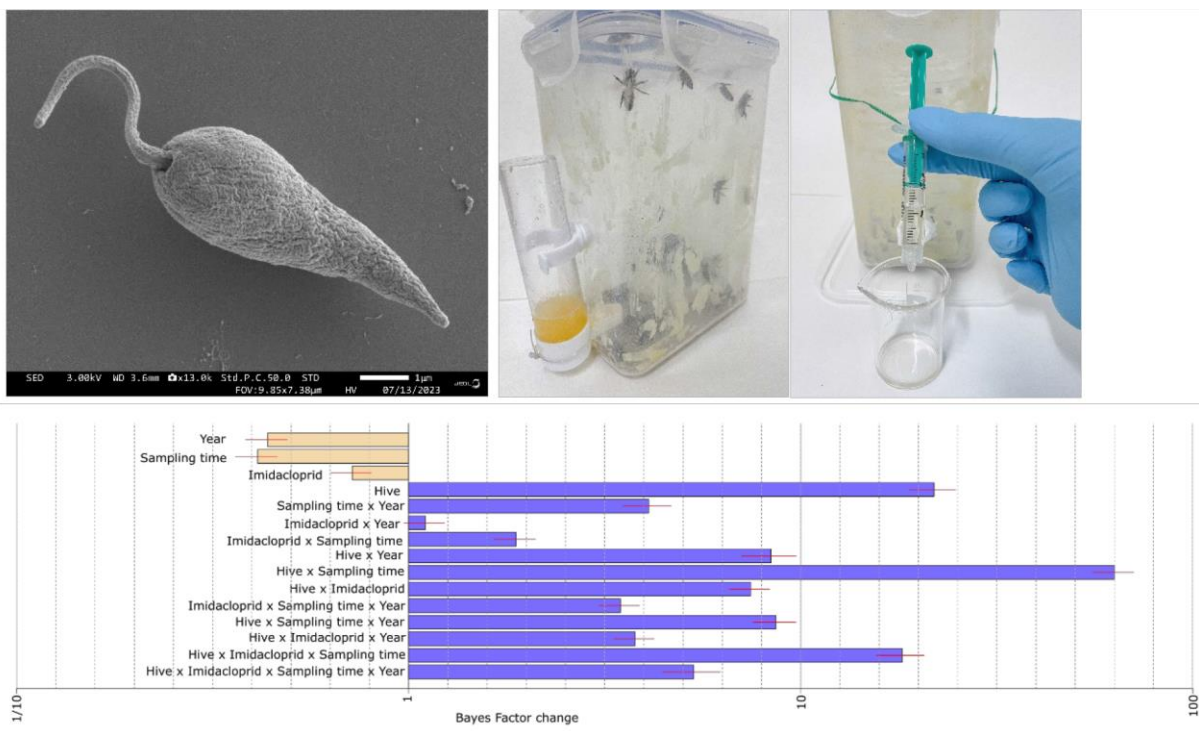 SED 3.00kV WD 3.6mm x13.0k Std.P.C.50.0 STD 1μm
FOV:9.85x7.38μm HV 07/13/2023 JEOL
Year
Sampling time
Imidacloprid
Hive
Sampling time x Year
Imidacloprid x Year
Imidacloprid x Sampling time
Hive x Year
Hive x Sampling time
Hive x Imidacloprid
Imidacloprid x Sampling time x Year
Hive x Sampling time x Year
Hive x Imidacloprid x Year
Hive x Imidacloprid x Sampling time
Hive x Imidacloprid x Sampling time x Year
1/10 1 10 100
Bayes Factor change